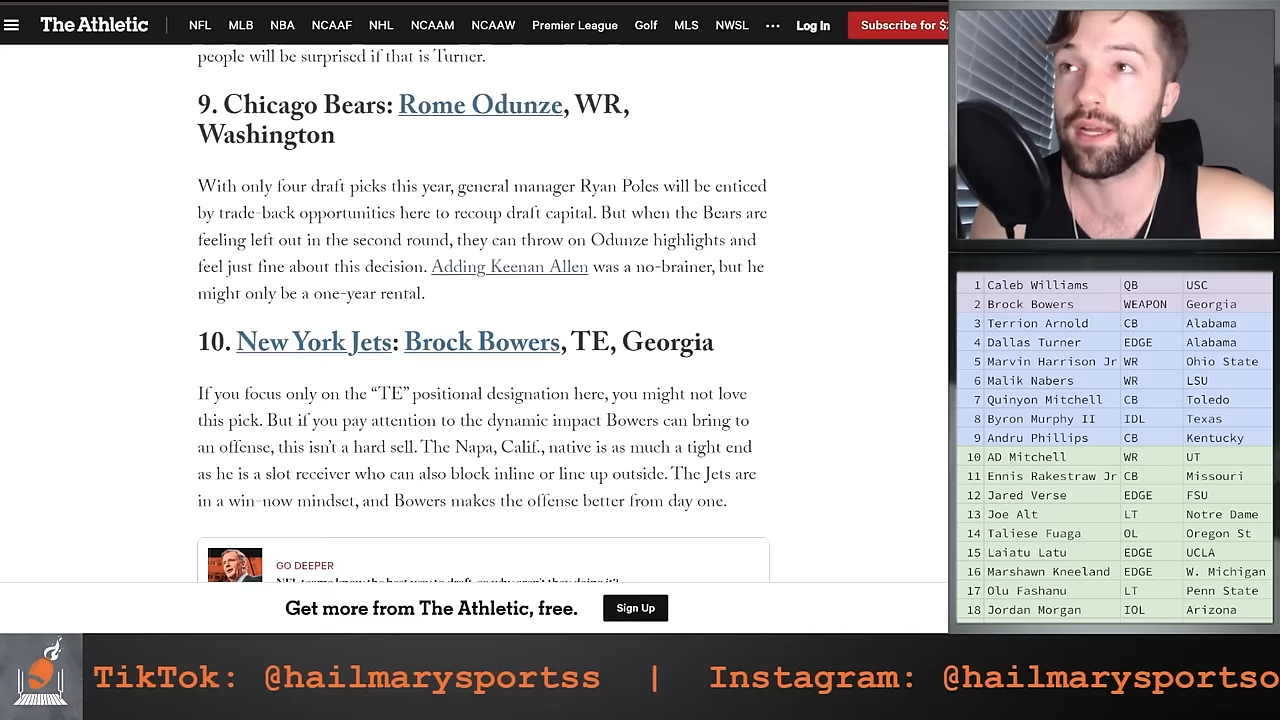 The Athletic NFL MLB NBA NCAAF NHL NCAAM NCAAW Premier League Golf MLS NWSL ••• Log In Subscribe for $
people will be surprised if that is Turner.
9. Chicago Bears: Rome Odunze, WR,
Washington
With only four draft picks this year, general manager Ryan Poles will be enticed
by trade-back opportunities here to recoup draft capital. But when the Bears are
feeling left out in the second round, they can throw on Odunze highlights and
feel just fine about this decision. Adding Keenan Allen was a no-brainer, but he
might only be a one-year rental.
10. New York Jets: Brock Bowers, TE, Georgia
If you focus only on the “TE” positional designation here, you might not love
this pick. But if you pay attention to the dynamic impact Bowers can bring to
an offense, this isn’t a hard sell. The Napa, Calif., native is as much a tight end
as he is a slot receiver who can also block inline or line up outside. The Jets are
in a win-now mindset, and Bowers makes the offense better from day one.
GO DEEPER
NFL teams know the best way to draft, so why aren't they doing it?
Get more from The Athletic, free. Sign Up
1 Caleb Williams QB USC
2 Brock Bowers WEAPON Georgia
3 Terrion Arnold CB Alabama
4 Dallas Turner EDGE Alabama
5 Marvin Harrison Jr WR Ohio State
6 Malik Nabers WR LSU
7 Quinyon Mitchell CB Toledo
8 Byron Murphy II IDL Texas
9 Andru Phillips CB Kentucky
10 AD Mitchell WR UT
11 Ennis Rakestraw Jr CB Missouri
12 Jared Verse EDGE FSU
13 Joe Alt LT Notre Dame
14 Taliese Fuaga OL Oregon St
15 Laiatu Latu EDGE UCLA
16 Marshawn Kneeland EDGE W. Michigan
17 Olu Fashanu LT Penn State
18 Jordan Morgan IOL Arizona
TikTok: @hailmarysportss | Instagram: @hailmarysportso